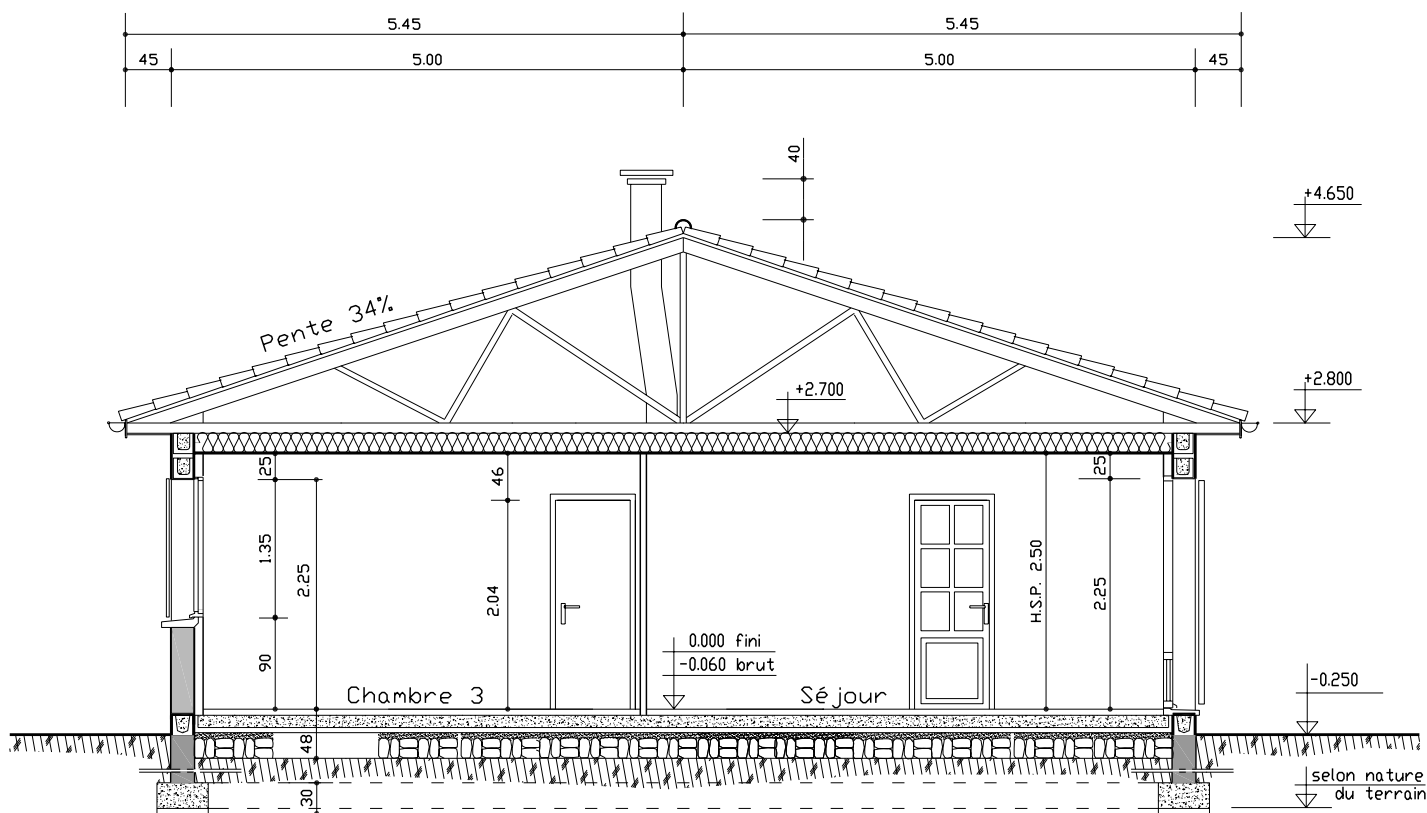 5.45 5.45
45 5.00 5.00 45
40
+4.650
Pente 34%
+2.700
+2.800
25 46 25
1.35
2.25
2.04
H.S.P. 2.50
2.25
90
0.000 fini
-0.060 brut
Chambre 3
Séjour
-0.250
48
30
selon nature
du terrain